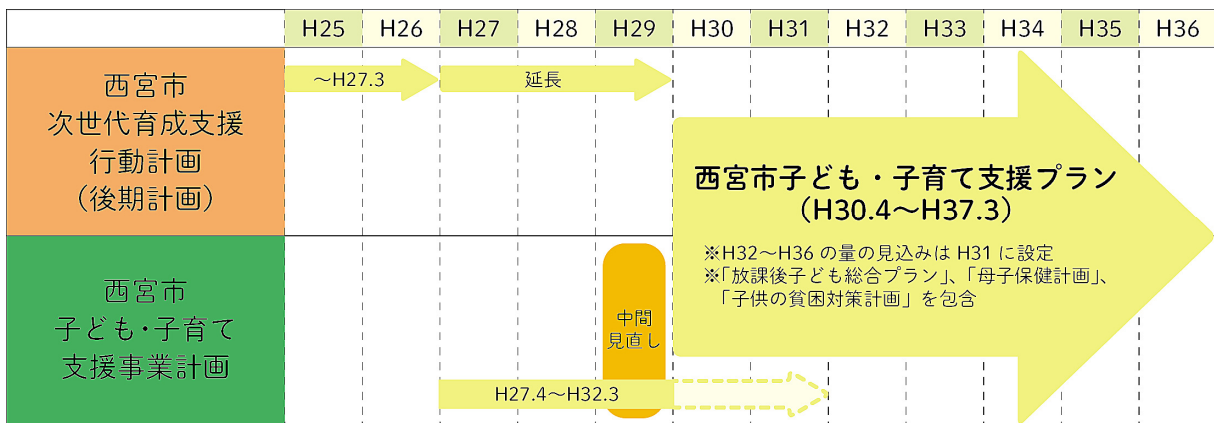 H25 H26 H27 H28 H29 H30 H31 H32 H33 H34 H35 H36
西宮市
次世代育成支援
行動計画
（後期計画）
～H27.3
延長
西宮市子ども・子育て支援プラン
（H30.4～H37.3）
※H32～H36 の量の見込みは H31 に設定
※「放課後子ども総合プラン」、「母子保健計画」、
「子供の貧困対策計画」を包含
西宮市
子ども・子育て
支援事業計画
中間
見直し
H27.4～H32.3